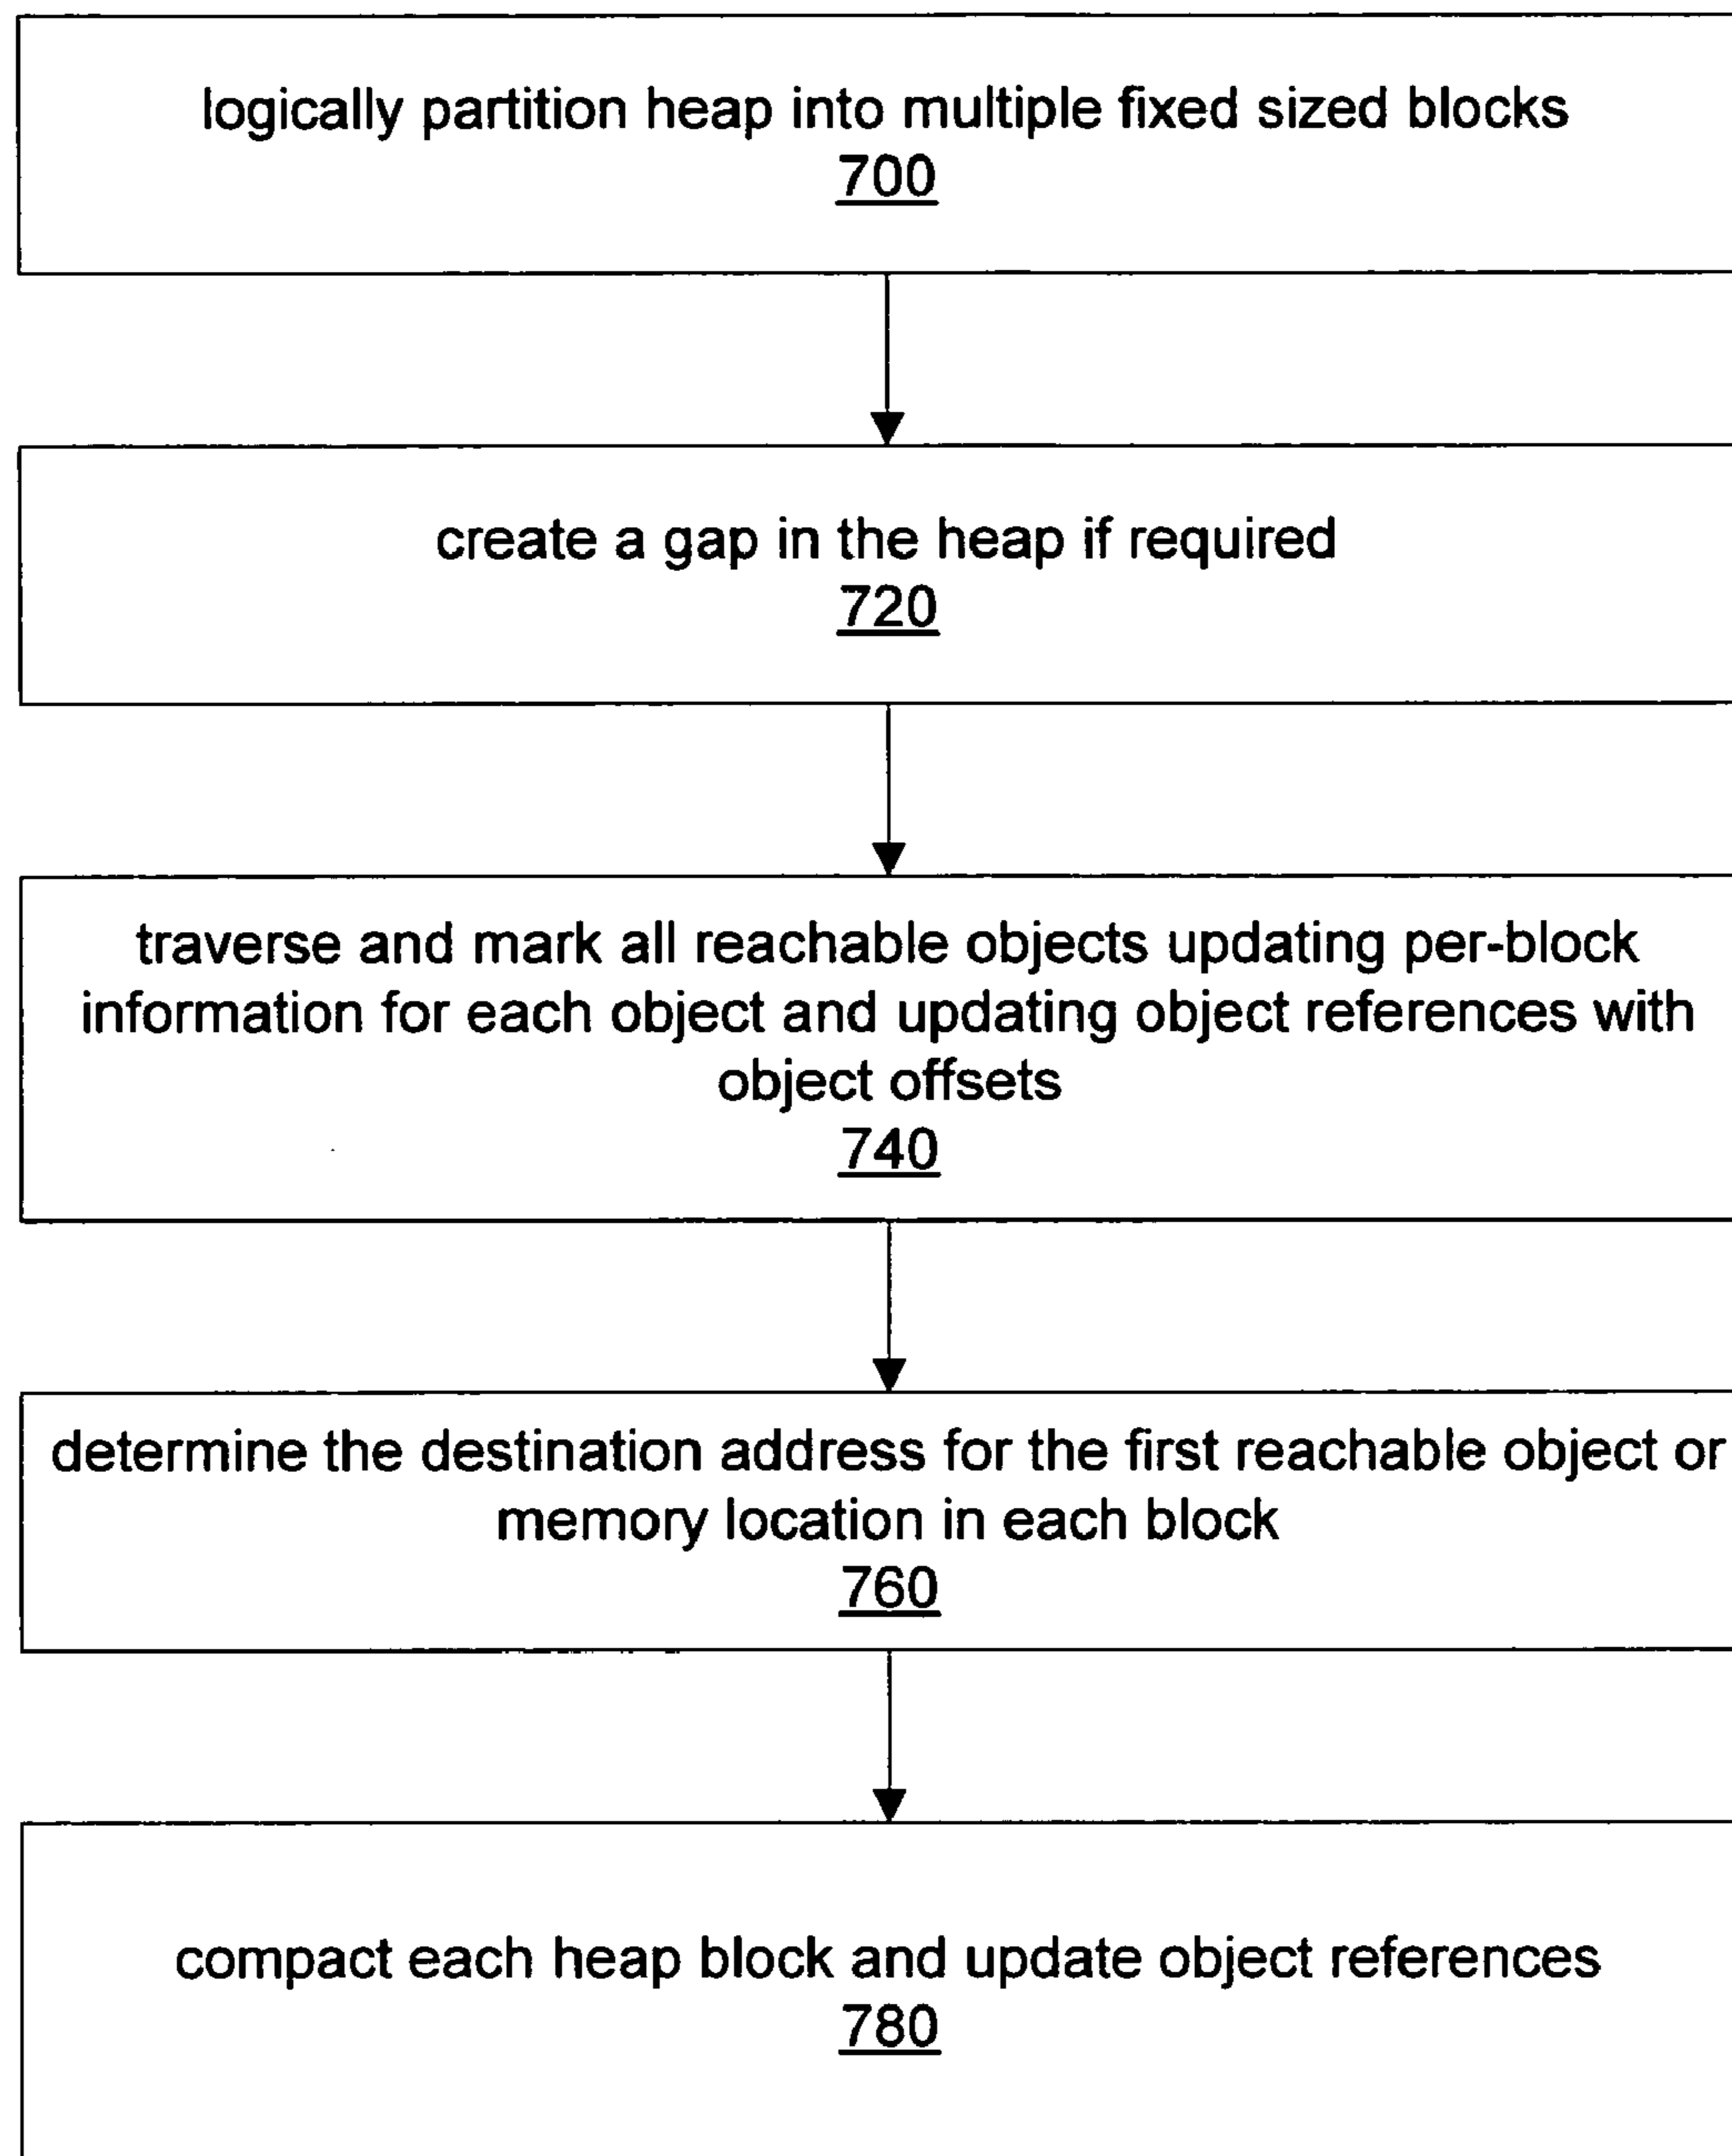 logically partition heap into multiple fixed sized blocks
700
create a gap in the heap if required
720
traverse and mark all reachable objects updating per-block
information for each object and updating object references with
object offsets
740
determine the destination address for the first reachable object or
memory location in each block
760
compact each heap block and update object references
780